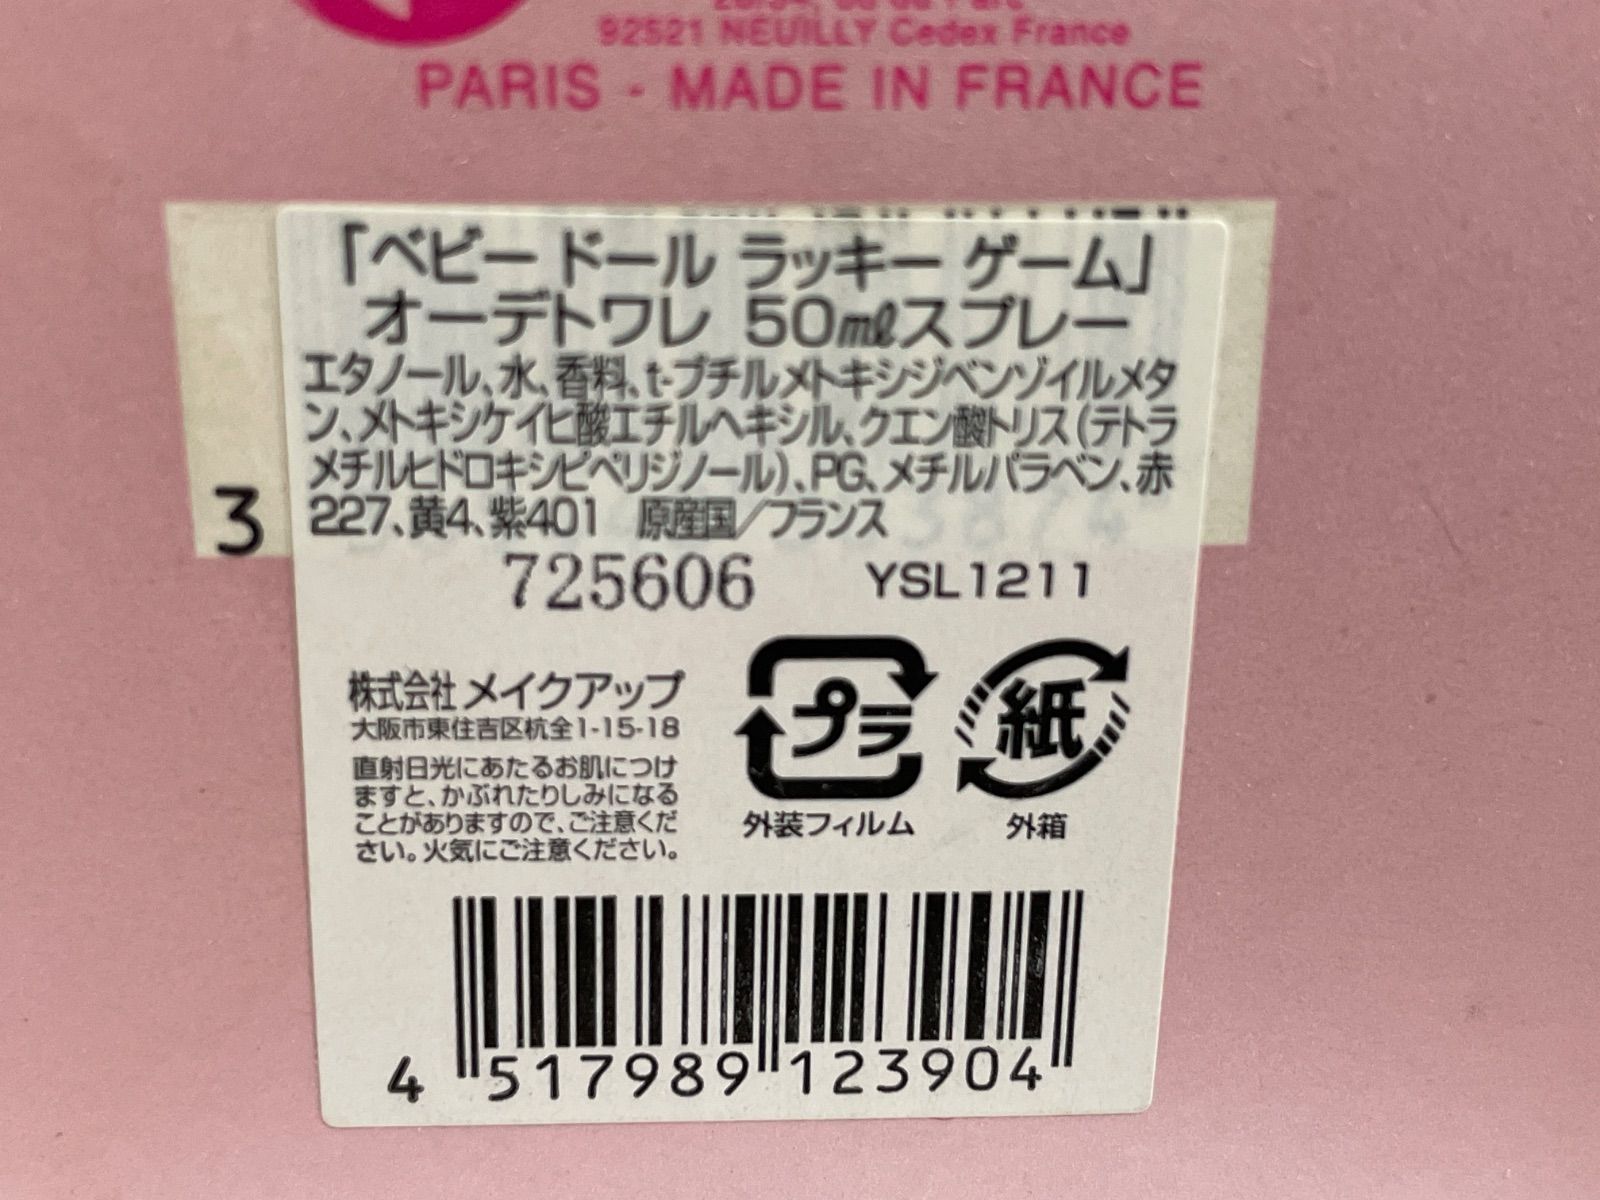 92521 NEUILLY Cedex France
PARIS - MADE IN FRANCE
「ベビー ドール ラッキー ゲーム」
オーデトワレ 50mlスプレー
エタノール、水、香料、t-ブチルメトキシジベンゾイルメタ
ン、メトキシケイヒ酸エチルヘキシル、クエン酸トリス(テトラ
メチルヒドロキシピペリジノール)、PG、メチルパラベン、赤
227、黄4、紫401 原産国/フランス
3
725606 YSL1211
株式会社 メイクアップ
大阪市東住吉区杭全1-15-18
直射日光にあたるお肌につけ
ますと、かぶれたりしみになる
ことがありますので、ご注意くだ
さい。火気にご注意ください。
プラ
外装フィルム
紙
外箱
4 517989 123904